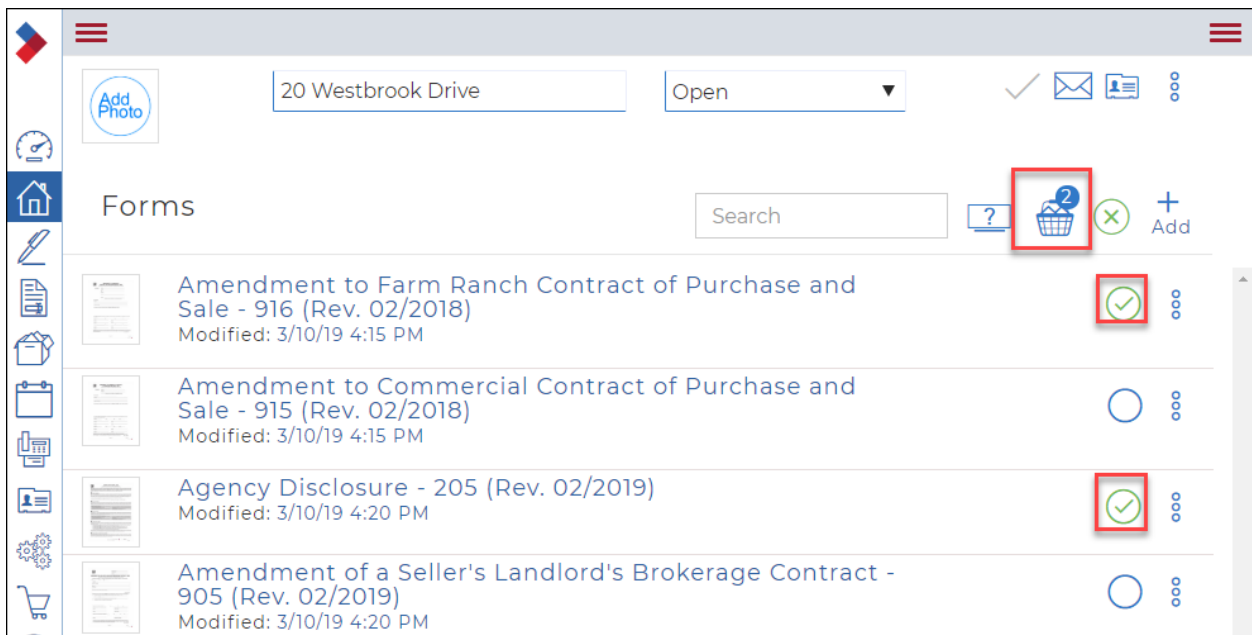 Add
Photo
20 Westbrook Drive
Open
Forms
Search
?
2
Add
Amendment to Farm Ranch Contract of Purchase and
Sale - 916 (Rev. 02/2018)
Modified: 3/10/19 4:15 PM
Amendment to Commercial Contract of Purchase and
Sale - 915 (Rev. 02/2018)
Modified: 3/10/19 4:15 PM
Agency Disclosure - 205 (Rev. 02/2019)
Modified: 3/10/19 4:20 PM
Amendment of a Seller's Landlord's Brokerage Contract -
905 (Rev. 02/2019)
Modified: 3/10/19 4:20 PM